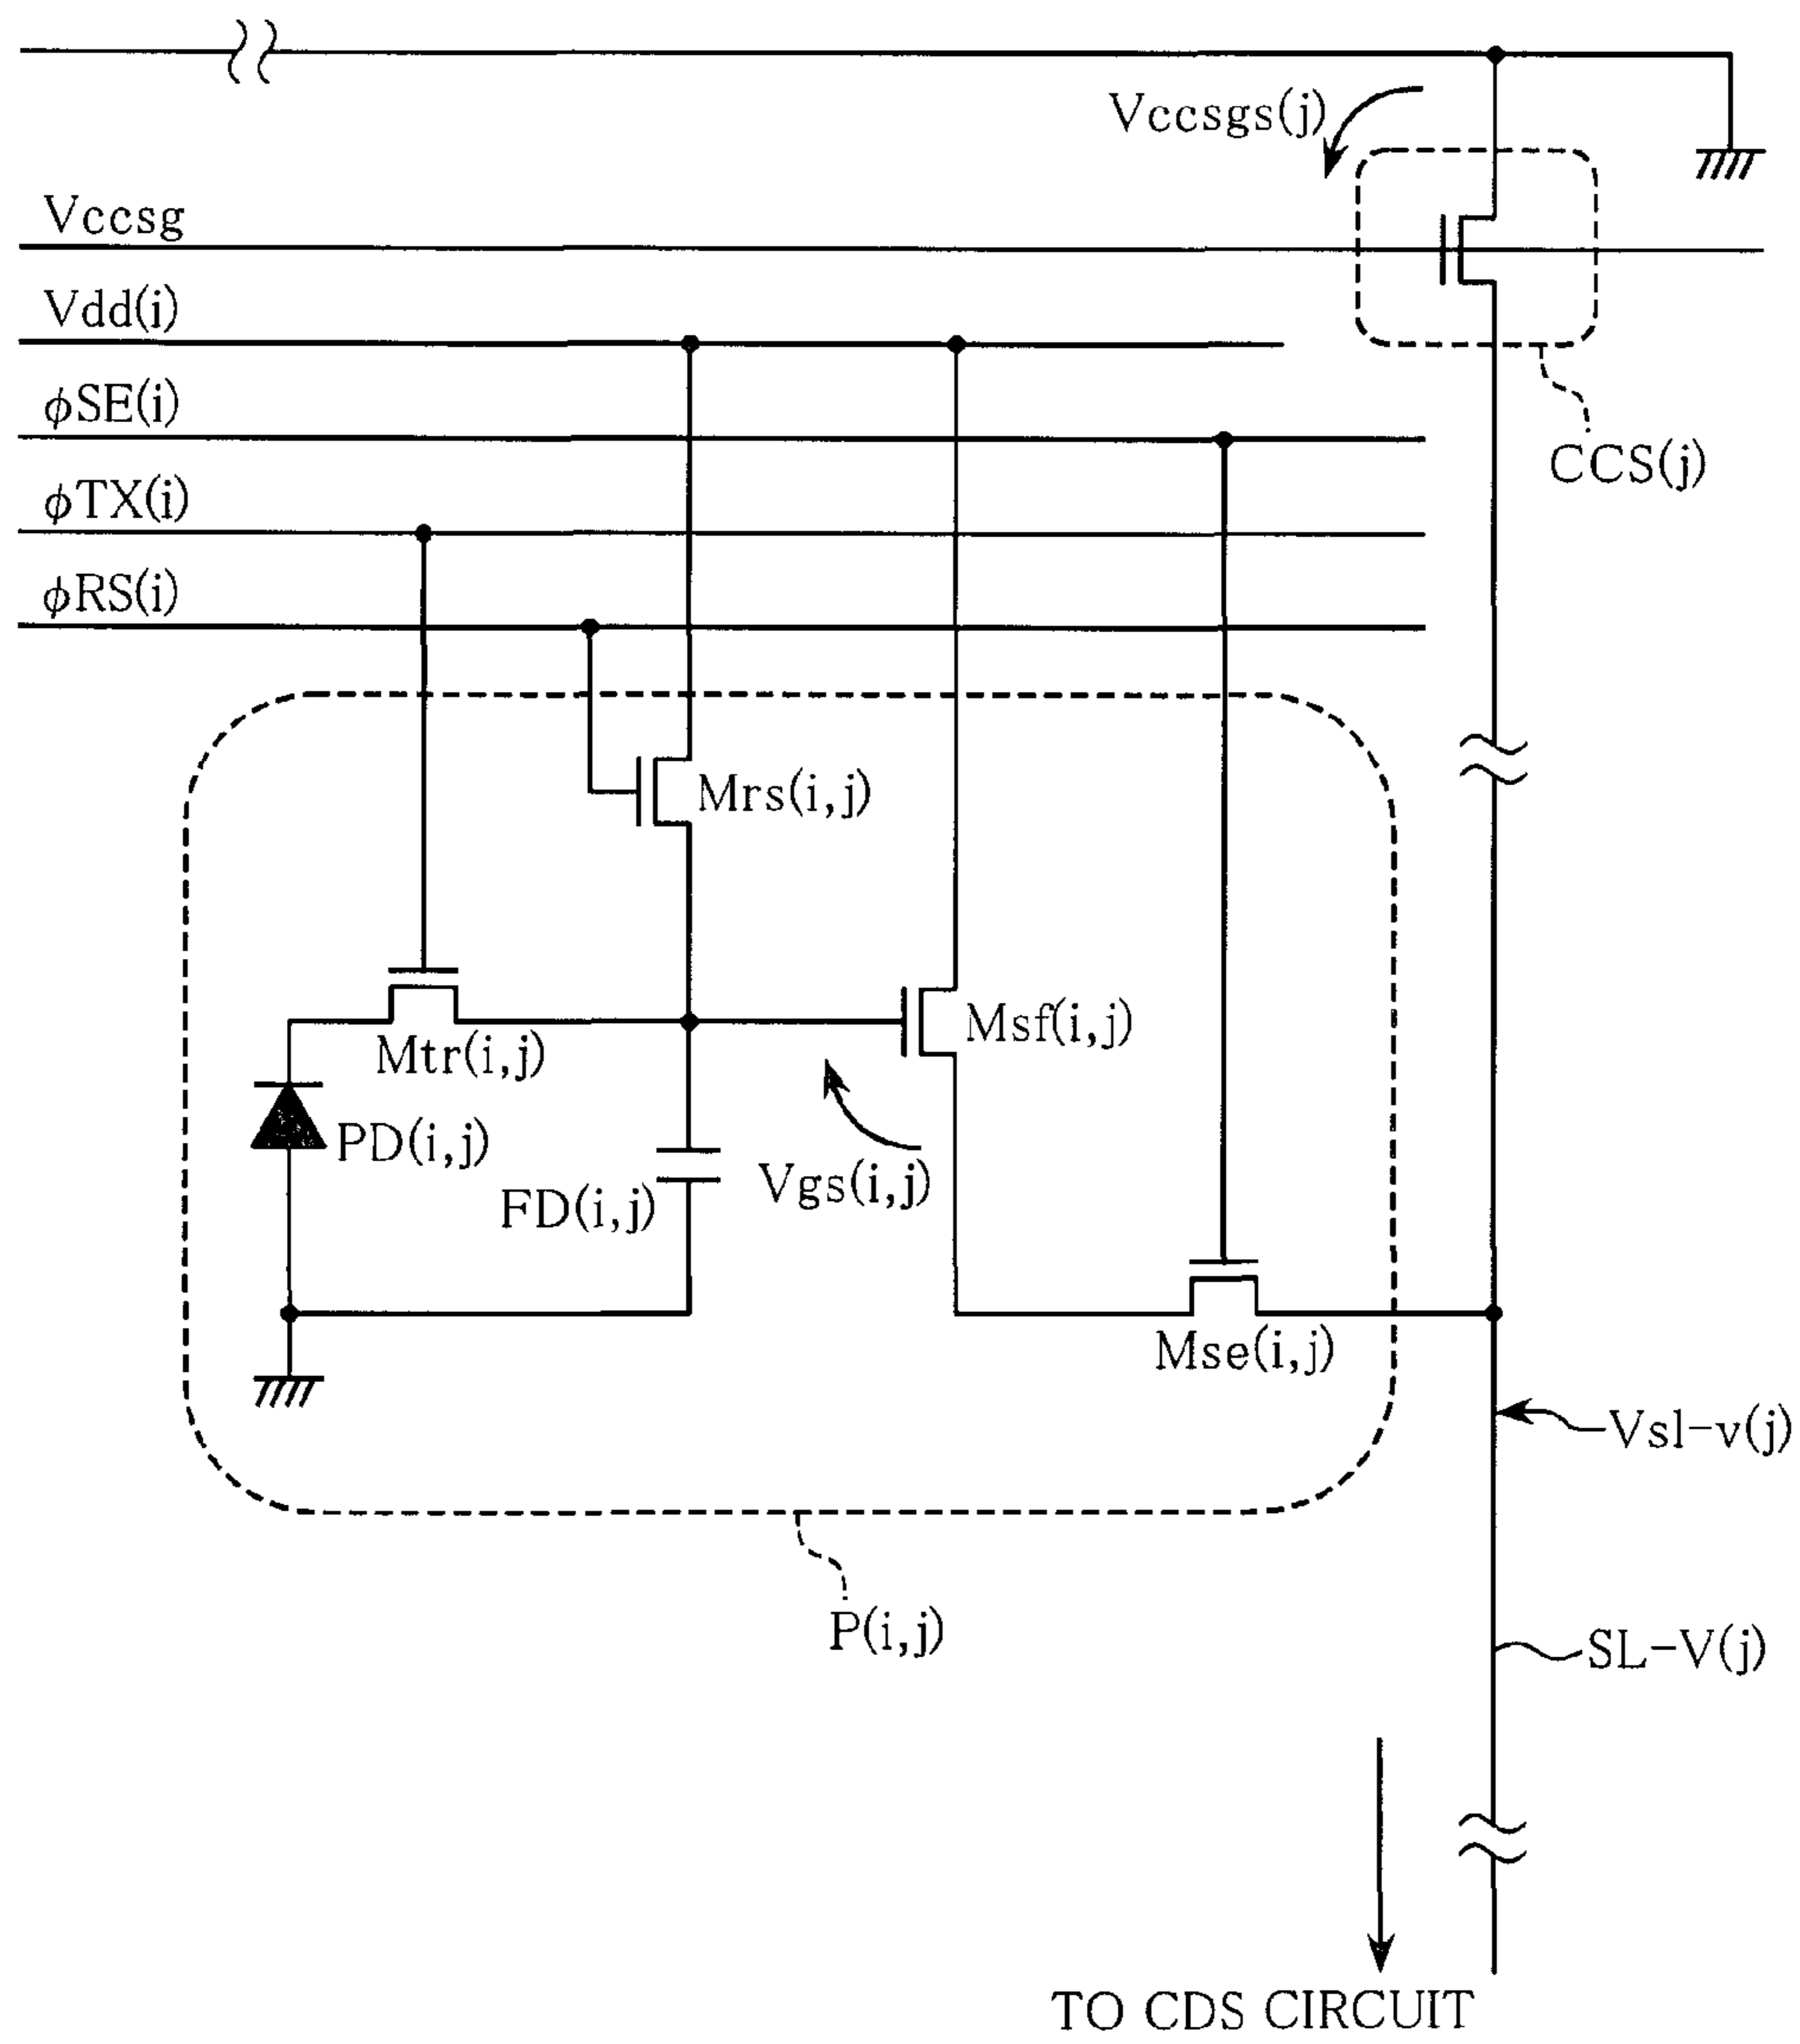 Vccsgs(j)
Vccsg
Vdd(i)
ϕSE(i)
CCS(j)
ϕTX(i)
ϕRS(i)
Mrs(i,j)
Msf(i,j)
Mtr(i,j)
PD(i,j)
Vgs(i,j)
FD(i,j)
Mse(i,j)
Vsl-v(j)
P(i,j)
SL-V(j)
TO CDS CIRCUIT